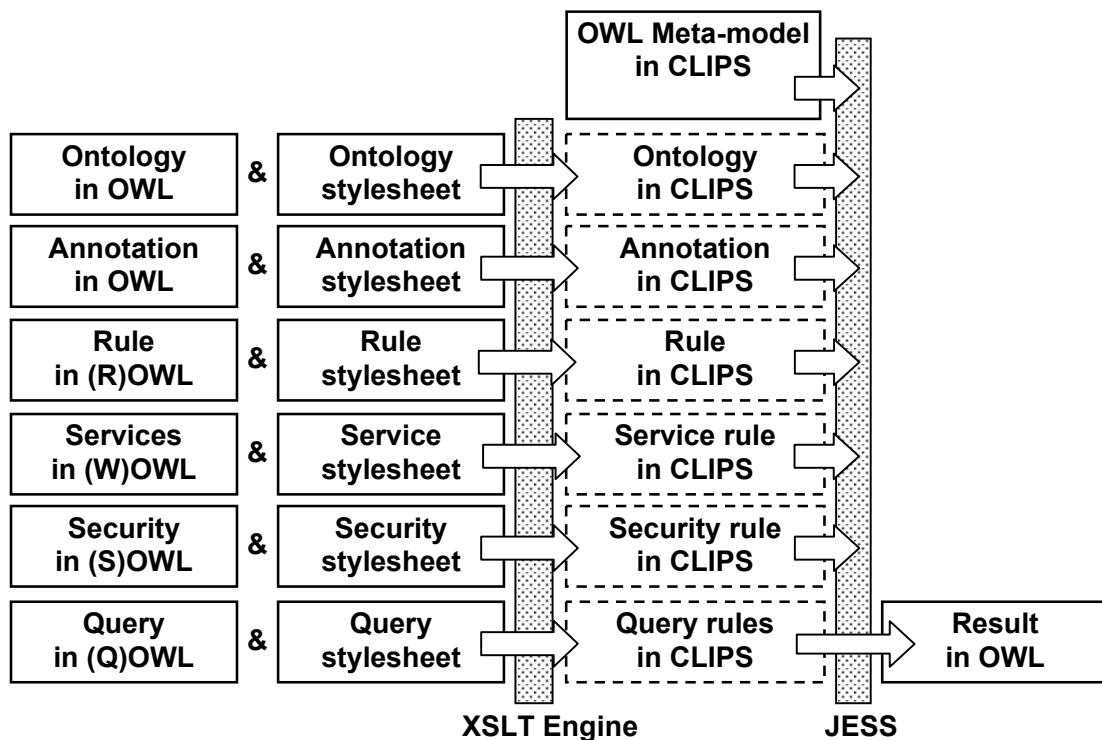 OWL Meta-model
in CLIPS
Ontology
in OWL
&
Ontology
stylesheet
Ontology
in CLIPS
Annotation
in OWL
&
Annotation
stylesheet
Annotation
in CLIPS
Rule
in (R)OWL
&
Rule
stylesheet
Rule
in CLIPS
Services
in (W)OWL
&
Service
stylesheet
Service rule
in CLIPS
Security
in (S)OWL
&
Security
stylesheet
Security rule
in CLIPS
Query
in (Q)OWL
&
Query
stylesheet
Query rules
in CLIPS
Result
in OWL
XSLT Engine
JESS